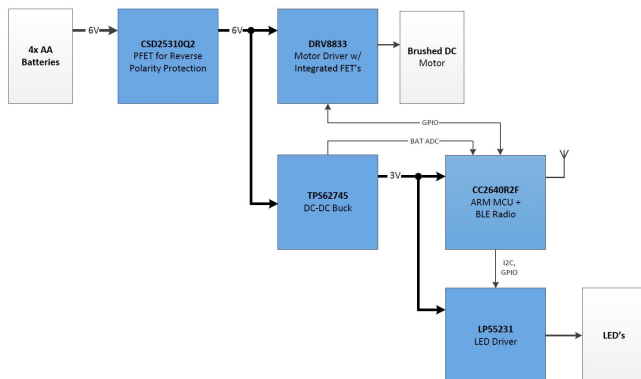 4x AA
Batteries
6V
CSD25310Q2
PFET for Reverse
Polarity Protection
6V
DRV8833
Motor Driver w/
Integrated FET's
Brushed DC
Motor
GPIO
BAT ADC
TPS62745
DC-DC Buck
3V
CC2640R2F
ARM MCU +
BLE Radio
I2C,
GPIO
LP55231
LED Driver
LED's